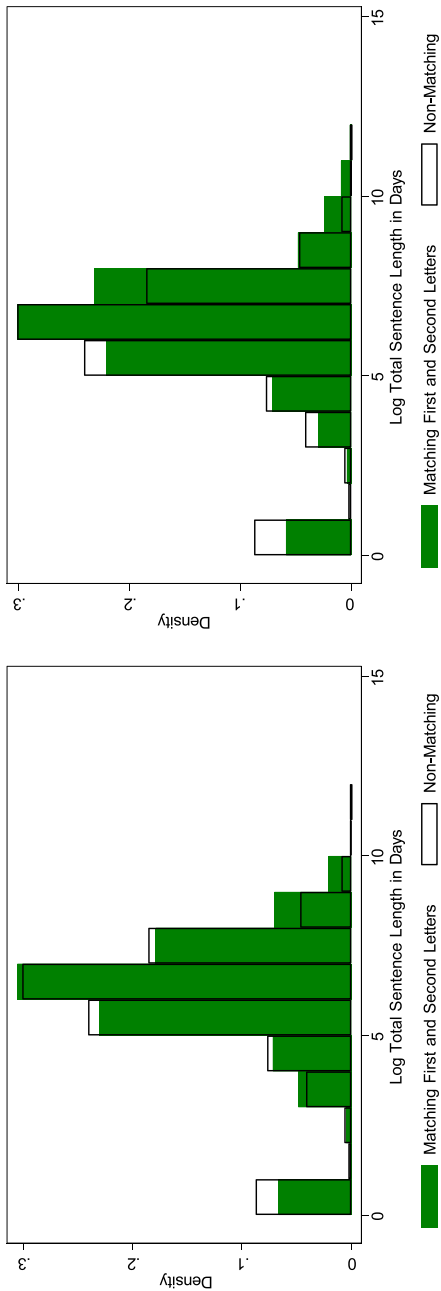 .3
.2
.1
0
Density
0 5 10 15
Log Total Sentence Length in Days
Matching First and Second Letters Non-Matching
.3
.2
.1
0
Density
0 5 10 15
Log Total Sentence Length in Days
Matching First and Second Letters Non-Matching